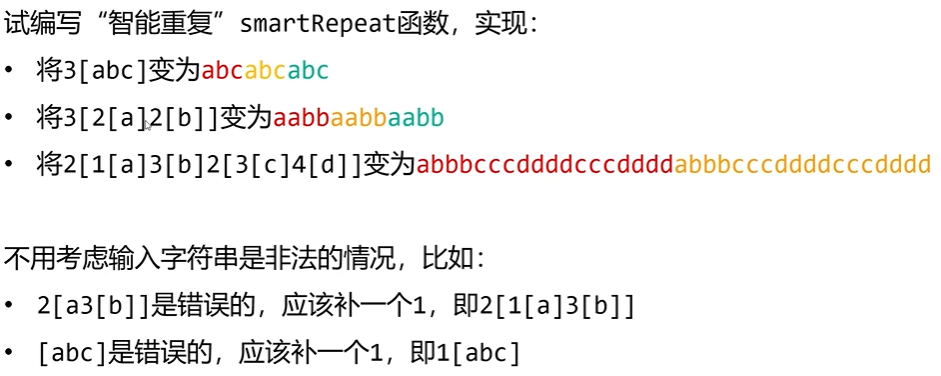 试编写“智能重复”smartRepeat函数，实现：
• 将3[abc]变为abcabcabc
• 将3[2[a]2[b]]变为aabbaabbaabb
• 将2[1[a]3[b]2[3[c]4[d]]变为abbbcccddddcccddddabbbcccddddcccdddd
不用考虑输入字符串是非法的情况，比如：
• 2[a3[b]]是错误的，应该补一个1，即2[1[a]3[b]]
• [abc]是错误的，应该补一个1，即1[abc]